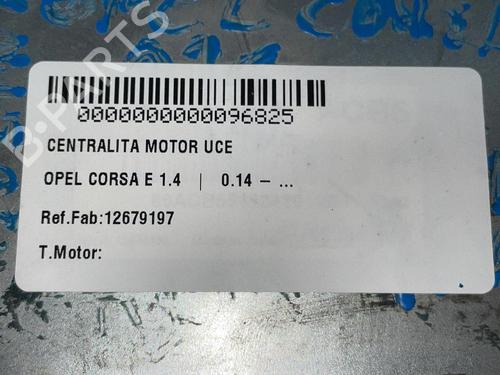 0000000000096825
CENTRALITA MOTOR UCE
OPEL CORSA E 1.4 | 0.14 – ...
Ref.Fab:12679197
T.Motor:
B-PARTS